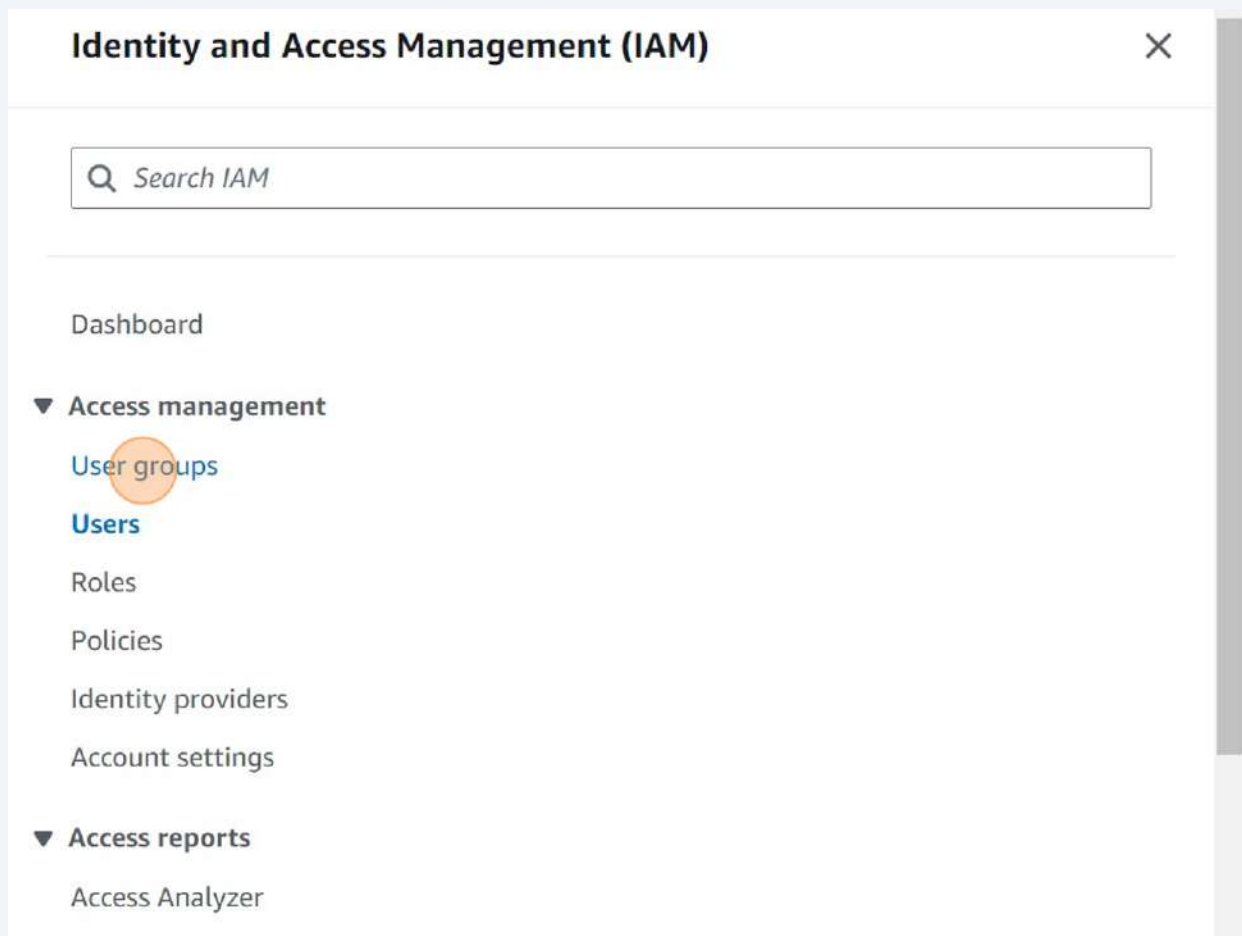 Identity and Access Management (IAM)
Search IAM
Dashboard
Access management
User groups
Users
Roles
Policies
Identity providers
Account settings
Access reports
Access Analyzer